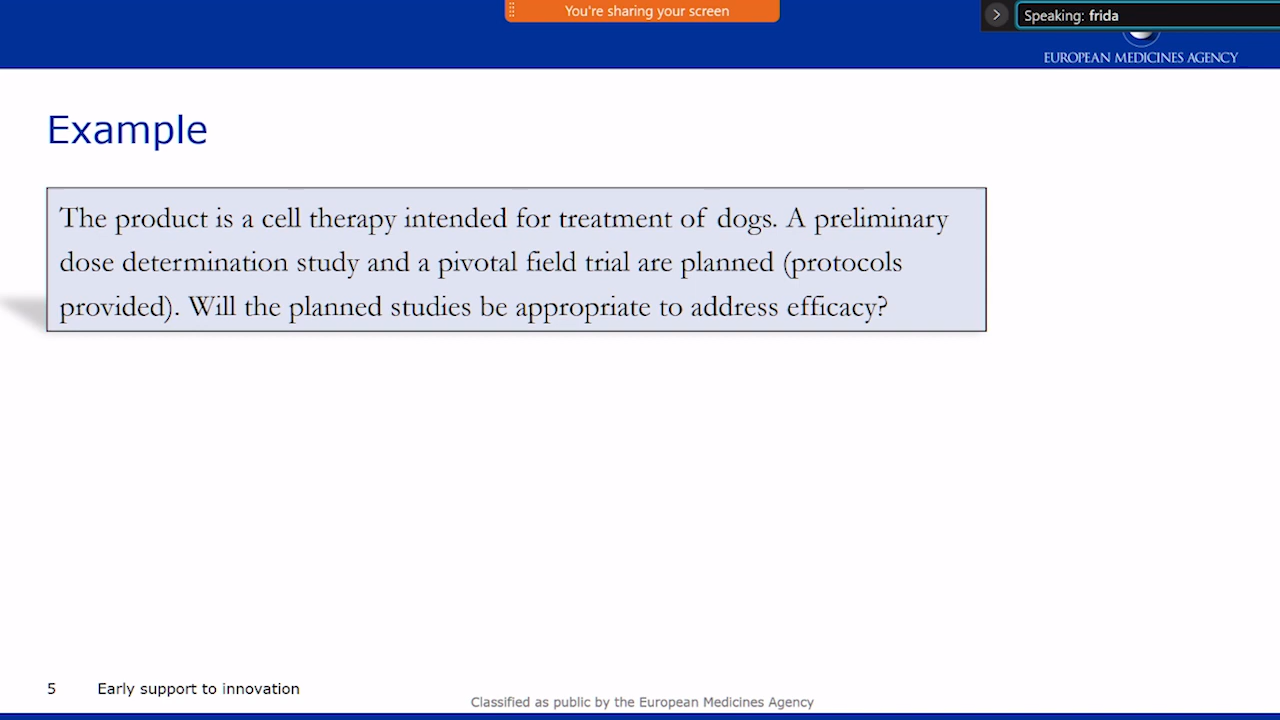 You're sharing your screen
Speaking: frida
EUROPEAN MEDICINES AGENCY
Example
The product is a cell therapy intended for treatment of dogs. A preliminary
dose determination study and a pivotal field trial are planned (protocols
provided). Will the planned studies be appropriate to address efficacy?
5 Early support to innovation
Classified as public by the European Medicines Agency